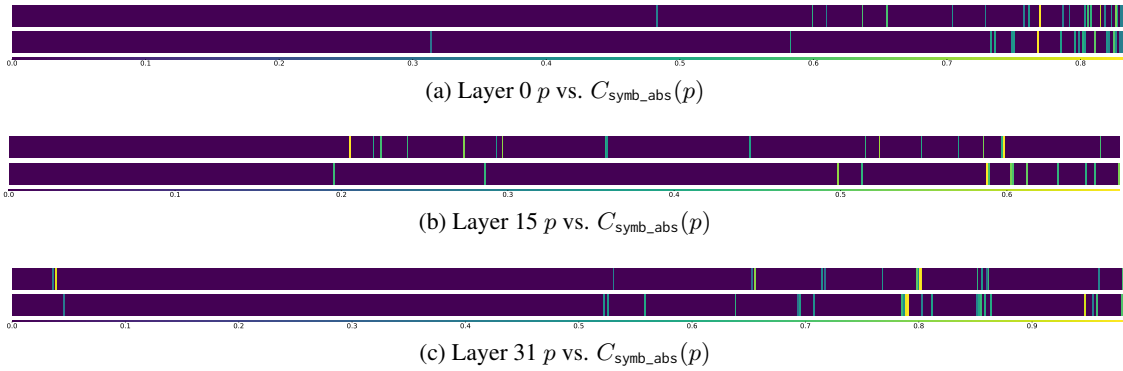 0.0 0.1 0.2 0.3 0.4 0.5 0.6 0.7 0.8
(a) Layer 0 p vs. C_symb_abs(p)
0.0 0.1 0.2 0.3 0.4 0.5 0.6
(b) Layer 15 p vs. C_symb_abs(p)
0.0 0.1 0.2 0.3 0.4 0.5 0.6 0.7 0.8 0.9
(c) Layer 31 p vs. C_symb_abs(p)